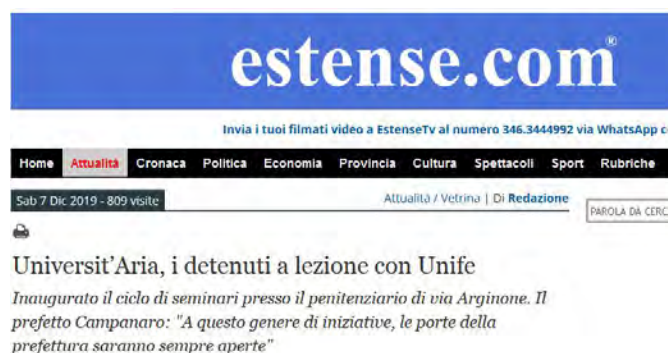 estense.com®
Invia i tuoi filmati video a EstenseTv al numero 346.3444992 via WhatsApp
Home Attualità Cronaca Politica Economia Provincia Cultura Spettacoli Sport Rubriche
Sab 7 Dic 2019 - 809 visite
Attualità / Vetrina | Di Redazione
PAROLA DA CERC
Universit'Aria, i detenuti a lezione con Unife
Inaugurato il ciclo di seminari presso il penitenziario di via Arginone. Il
prefetto Campanaro: "A questo genere di iniziative, le porte della
prefettura saranno sempre aperte"